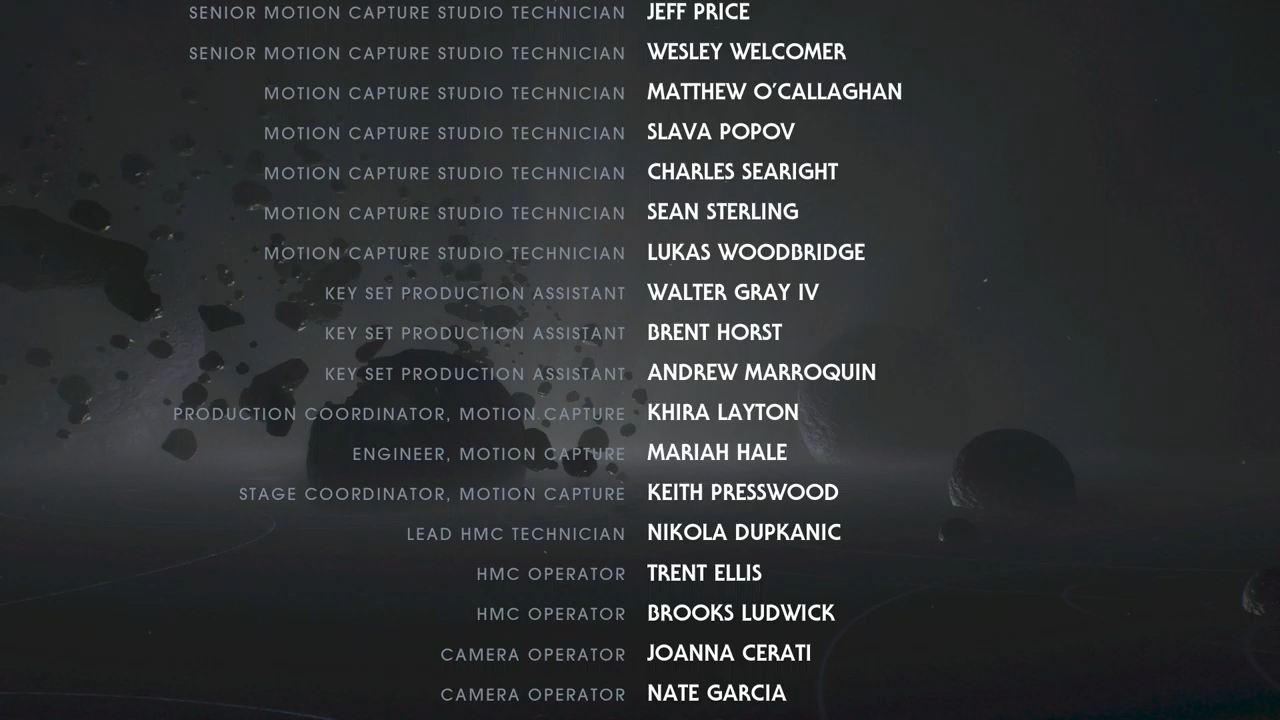 SENIOR MOTION CAPTURE STUDIO TECHNICIAN JEFF PRICE
SENIOR MOTION CAPTURE STUDIO TECHNICIAN WESLEY WELCOMER
MOTION CAPTURE STUDIO TECHNICIAN MATTHEW O'CALLAGHAN
MOTION CAPTURE STUDIO TECHNICIAN SLAVA POPOV
MOTION CAPTURE STUDIO TECHNICIAN CHARLES SEARIGHT
MOTION CAPTURE STUDIO TECHNICIAN SEAN STERLING
MOTION CAPTURE STUDIO TECHNICIAN LUKAS WOODBRIDGE
KEY SET PRODUCTION ASSISTANT WALTER GRAY IV
KEY SET PRODUCTION ASSISTANT BRENT HORST
KEY SET PRODUCTION ASSISTANT ANDREW MARROQUIN
PRODUCTION COORDINATOR, MOTION CAPTURE KHIRA LAYTON
ENGINEER, MOTION CAPTURE MARIAH HALE
STAGE COORDINATOR, MOTION CAPTURE KEITH PRESSWOOD
LEAD HMC TECHNICIAN NIKOLA DUPKANIC
HMC OPERATOR TRENT ELLIS
HMC OPERATOR BROOKS LUDWICK
CAMERA OPERATOR JOANNA CERATI
CAMERA OPERATOR NATE GARCIA